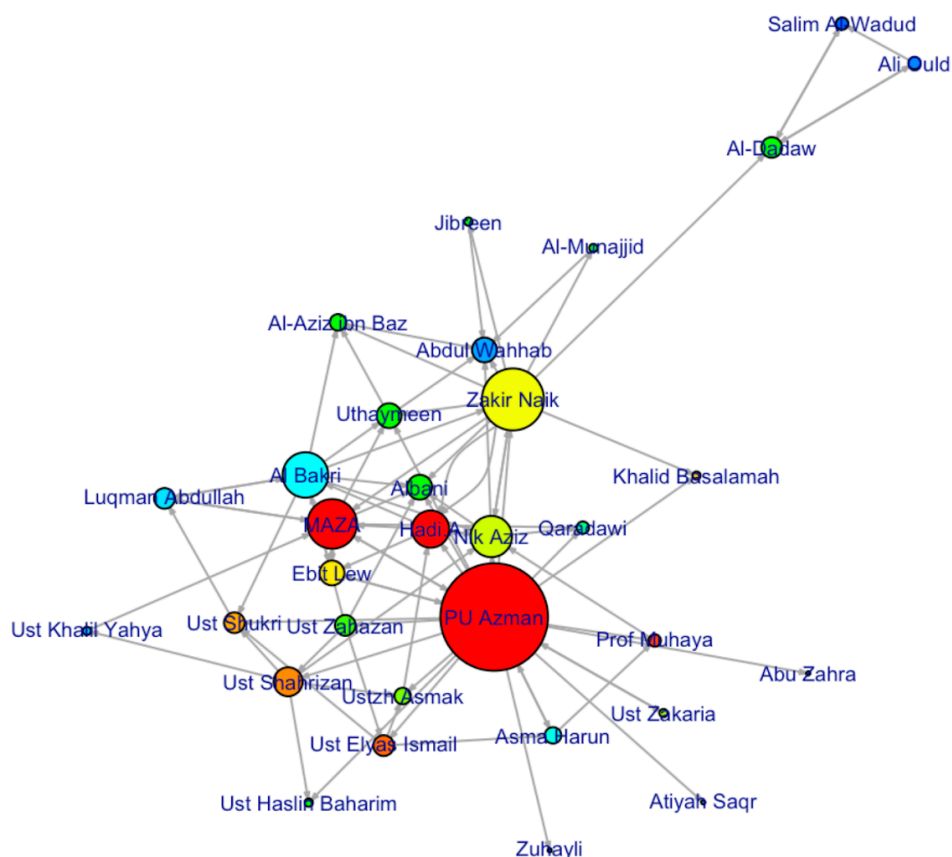 Salim Al-Wadud
Ali Ould
Al-Dadaw
Jibreen
Al-Munajjid
Al-Aziz ibn Baz
Abdul Wahhab
Zakir Naik
Uthaymeen
Al Bakri
Albani
Khalid Basalamah
Luqman Abdullah
MAZA
Hadi A
Nik Aziz
Qaradawi
Ebit Lew
PU Azman
Ust Khalil Yahya
Ust Shukri
Ust Zahazan
Prof Muhaya
Abu Zahra
Ust Shahrizan
Ustzh Asmak
Ust Zakaria
Ust Elyas Ismail
Asma Harun
Ust Haslin Baharim
Atiyah Saqr
Zuhayli